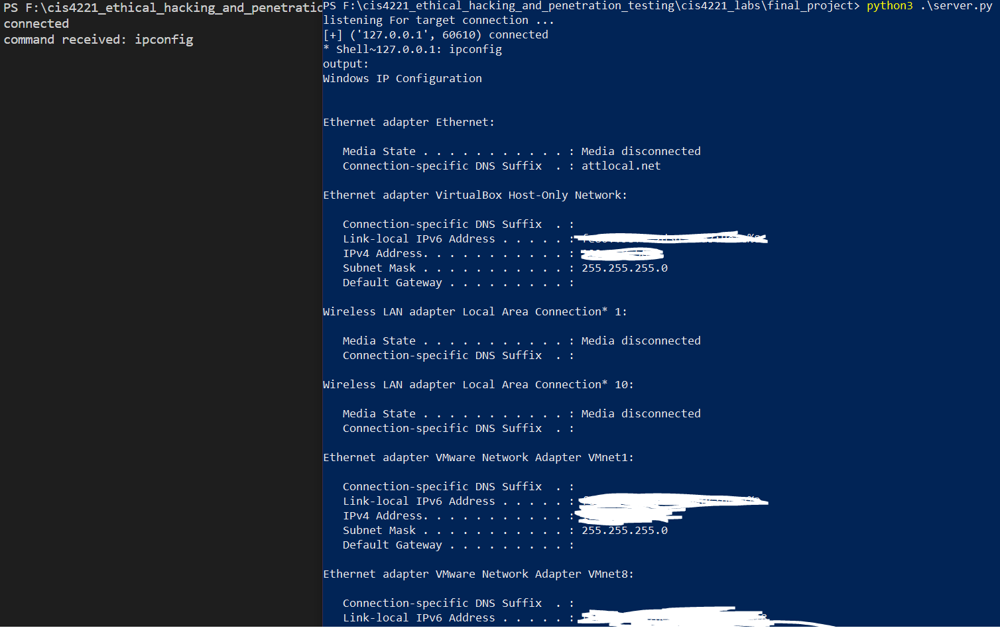 PS F:\cis4221_ethical_hacking_and_penetratic
connected
command received: ipconfig
PS F:\cis4221_ethical_hacking_and_penetration_testing\cis4221_labs\final_project> python3 .\server.py
listening For target connection ...
[+] ('127.0.0.1', 60610) connected
* Shell~127.0.0.1: ipconfig
output:
Windows IP Configuration
Ethernet adapter Ethernet:
Media State . . . . . . . . . . . : Media disconnected
Connection-specific DNS Suffix  . : attlocal.net
Ethernet adapter VirtualBox Host-Only Network:
Connection-specific DNS Suffix  . :
Link-local IPv6 Address . . . . . :
IPv4 Address. . . . . . . . . . . :
Subnet Mask . . . . . . . . . . . : 255.255.255.0
Default Gateway . . . . . . . . . :
Wireless LAN adapter Local Area Connection* 1:
Media State . . . . . . . . . . . : Media disconnected
Connection-specific DNS Suffix  . :
Wireless LAN adapter Local Area Connection* 10:
Media State . . . . . . . . . . . : Media disconnected
Connection-specific DNS Suffix  . :
Ethernet adapter VMware Network Adapter VMnet1:
Connection-specific DNS Suffix  . :
Link-local IPv6 Address . . . . . :
IPv4 Address. . . . . . . . . . . :
Subnet Mask . . . . . . . . . . . : 255.255.255.0
Default Gateway . . . . . . . . . :
Ethernet adapter VMware Network Adapter VMnet8:
Connection-specific DNS Suffix  . :
Link-local IPv6 Address . . . . . :